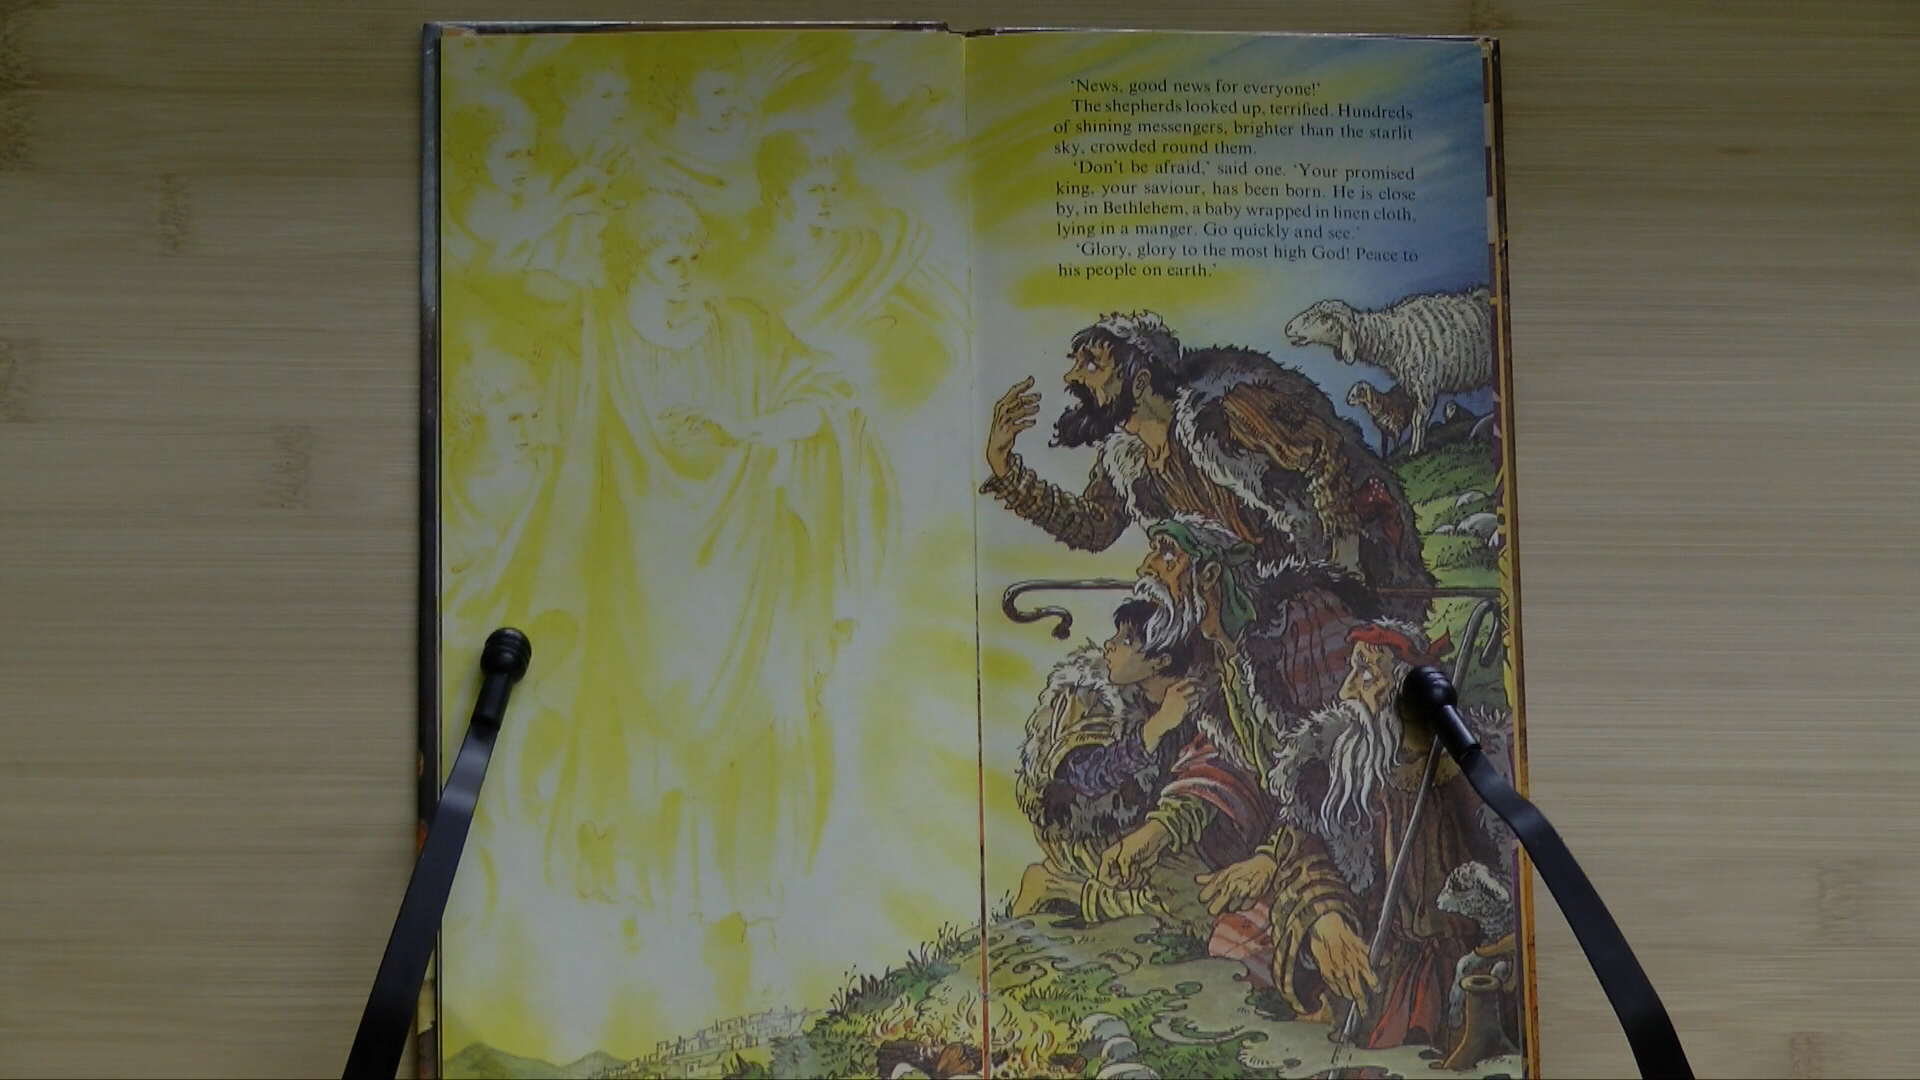 ‘News, good news for everyone!’
The shepherds looked up, terrified. Hundreds
of shining messengers, brighter than the starlit
sky, crowded round them.
‘Don't be afraid,’ said one. ‘Your promised
king, your saviour, has been born. He is close
by, in Bethlehem, a baby wrapped in linen cloth,
lying in a manger. Go quickly and see.’
‘Glory, glory to the most high God! Peace to
his people on earth.’